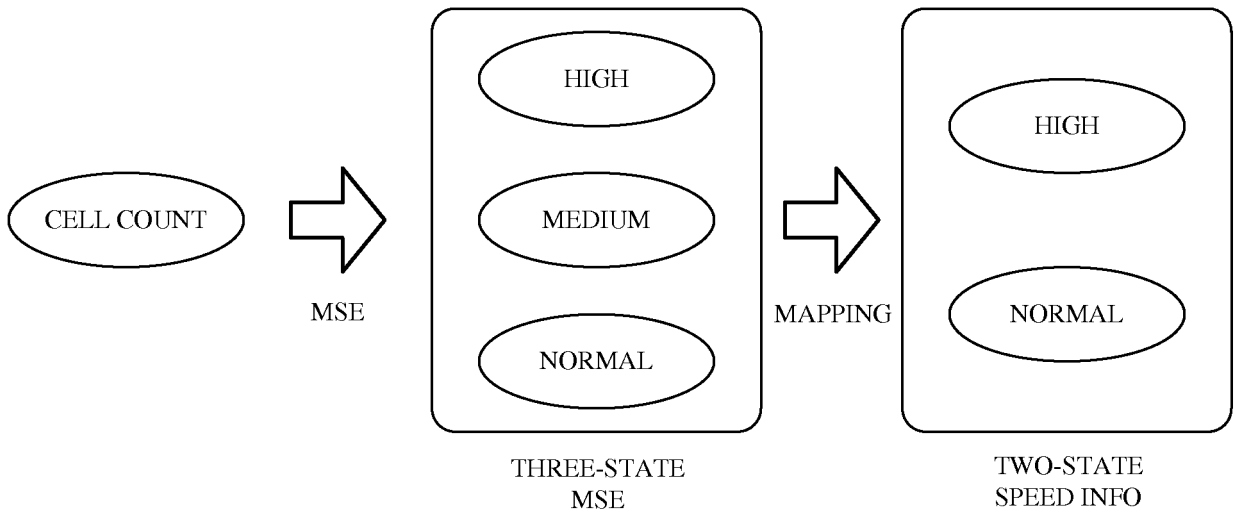 CELL COUNT
MSE
HIGH
MEDIUM
NORMAL
THREE-STATE
MSE
MAPPING
HIGH
NORMAL
TWO-STATE
SPEED INFO